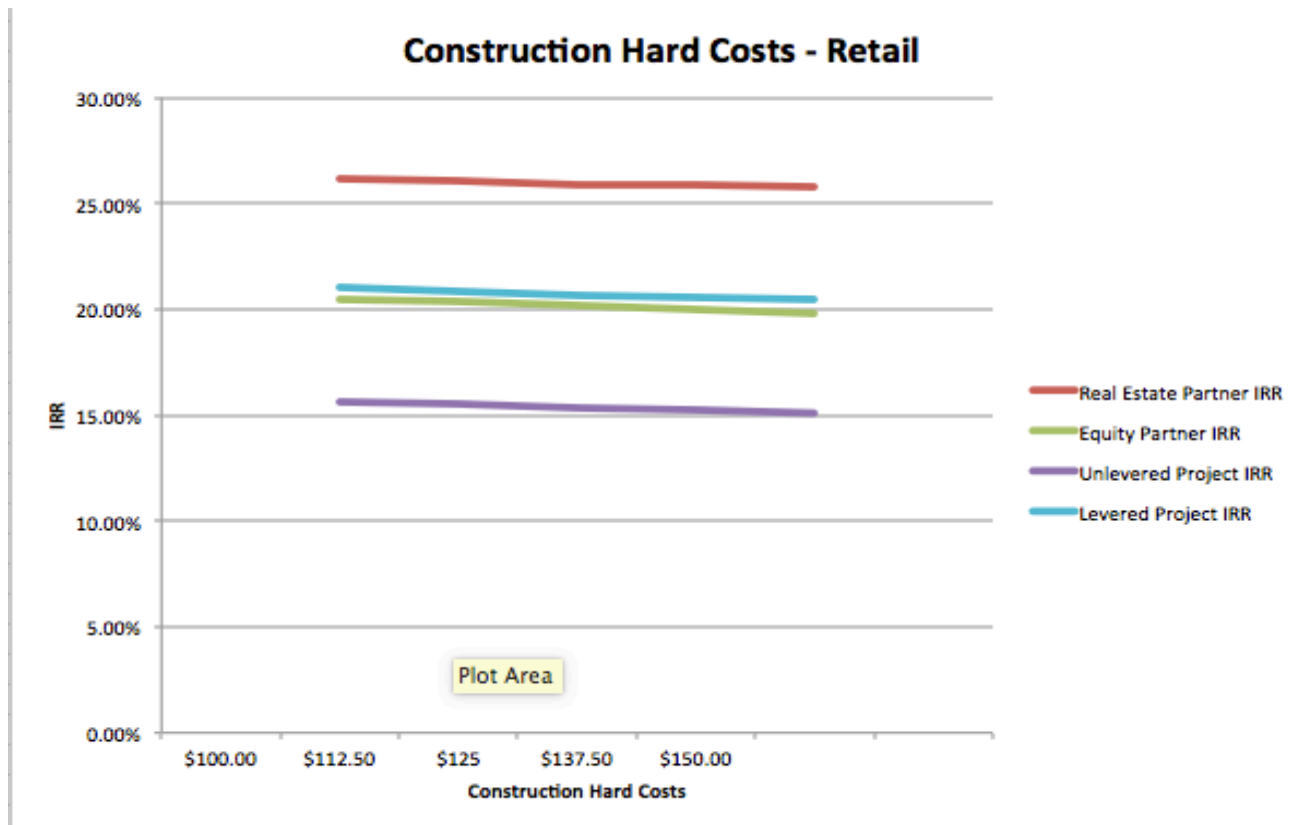 Construction Hard Costs - Retail
30.00%
25.00%
20.00%
15.00%
10.00%
5.00%
0.00%
IRR
Real Estate Partner IRR
Equity Partner IRR
Unlevered Project IRR
Levered Project IRR
Plot Area
$100.00 $112.50 $125 $137.50 $150.00
Construction Hard Costs